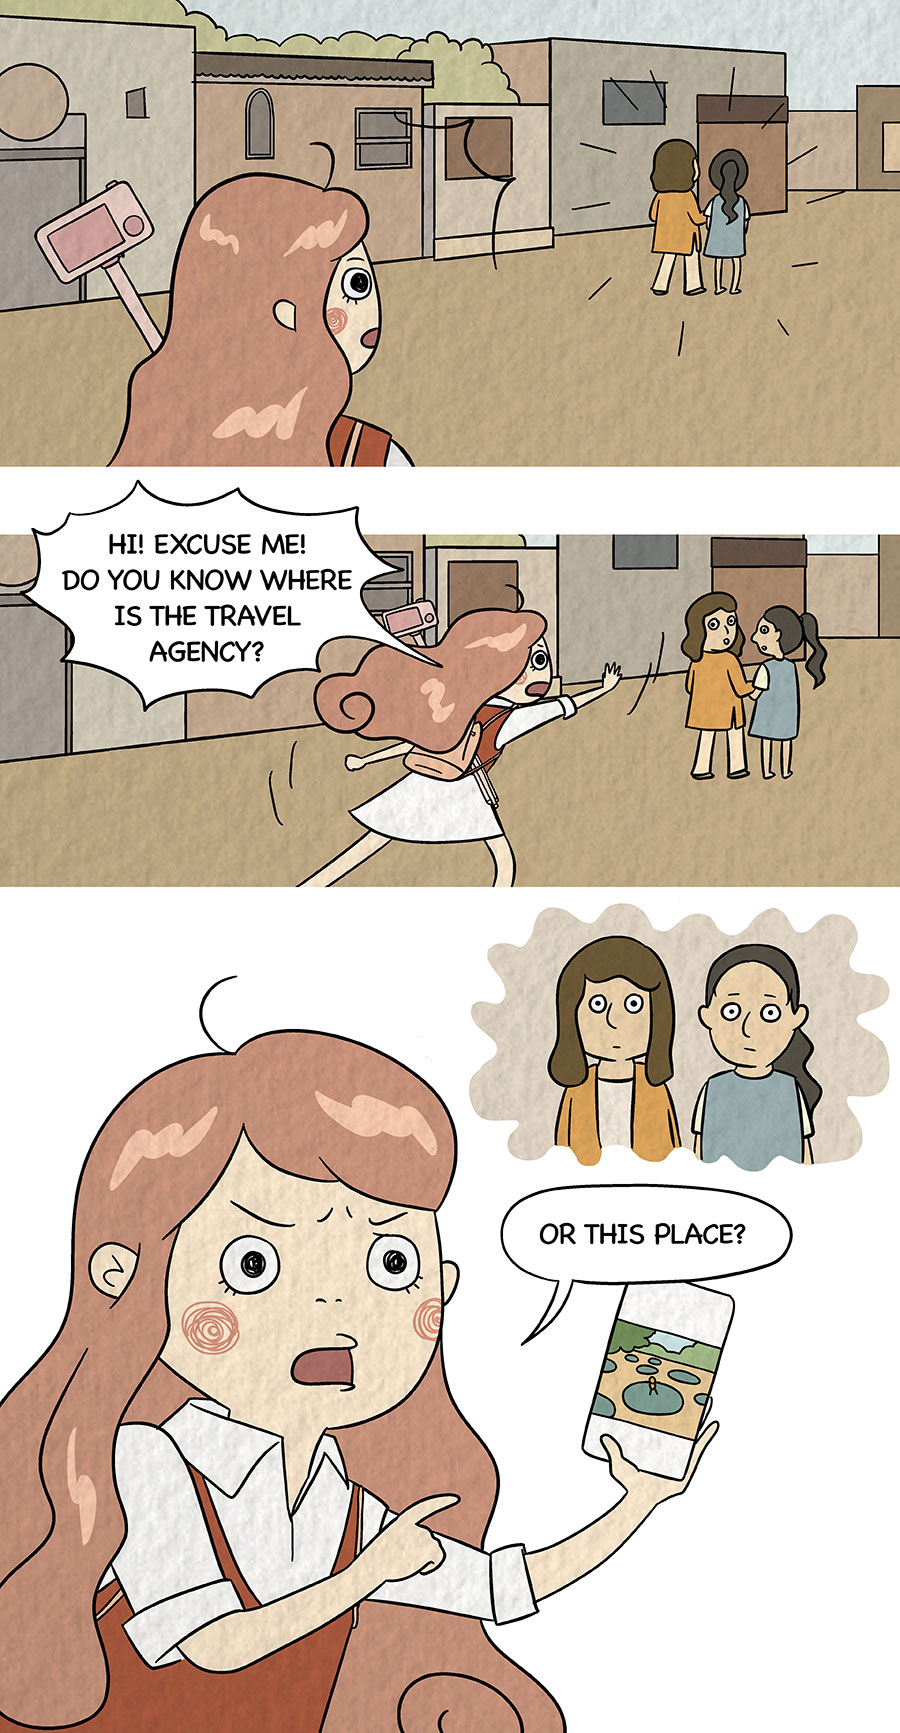 HI! EXCUSE ME!
DO YOU KNOW WHERE
IS THE TRAVEL
AGENCY?
OR THIS PLACE?